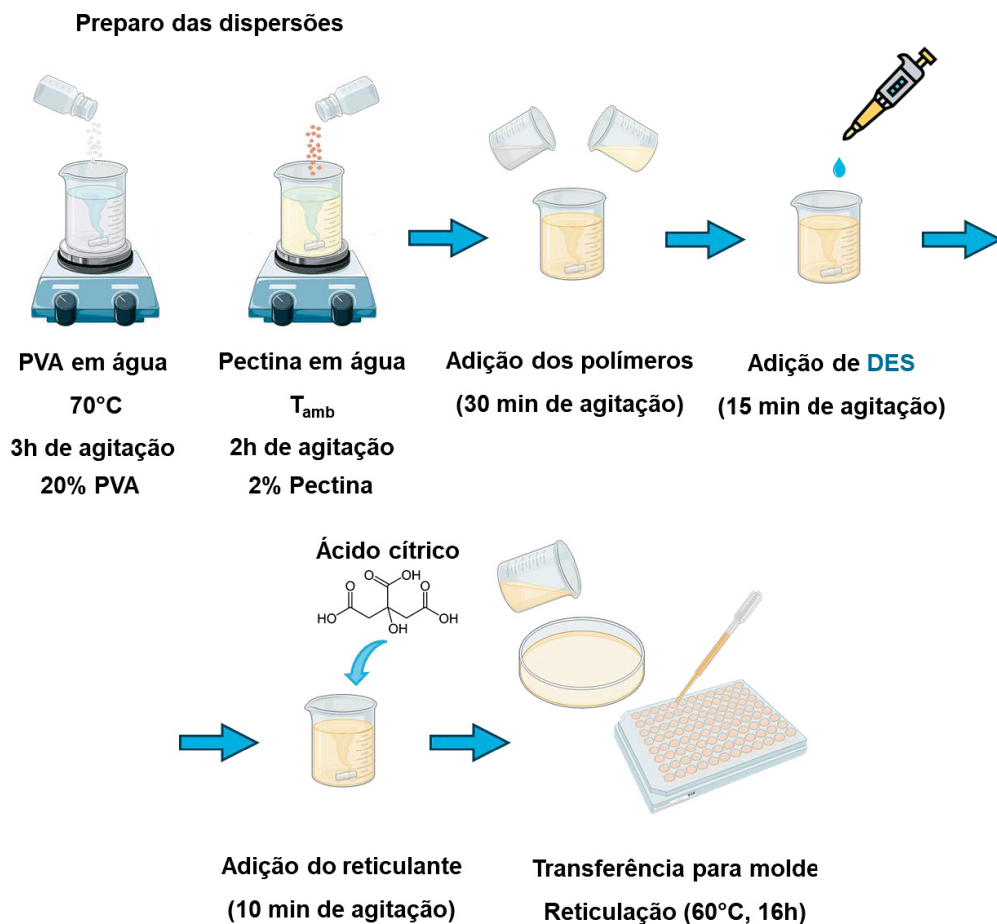 Preparo das dispersões
PVA em água
70°C
3h de agitação
20% PVA
Pectina em água
Tamb
2h de agitação
2% Pectina
Adição dos polímeros
(30 min de agitação)
Adição de DES
(15 min de agitação)
Ácido cítrico
O
OH
O
O
HO
OH
OH
Adição do reticulante
(10 min de agitação)
Transferência para molde
Reticulação (60°C, 16h)